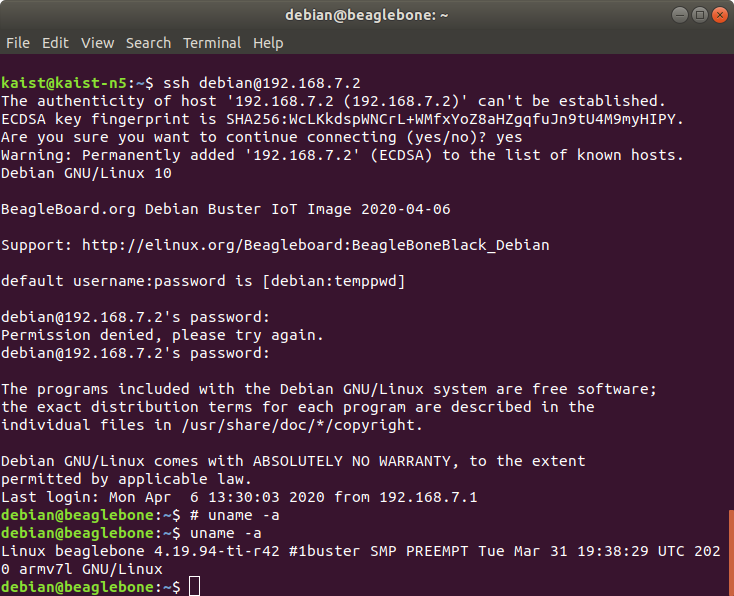 debian@beaglebone: ~
File Edit View Search Terminal Help
kaist@kaist-n5:~$ ssh debian@192.168.7.2
The authenticity of host '192.168.7.2 (192.168.7.2)' can't be established.
ECDSA key fingerprint is SHA256:WcLKkdspWNCrL+WMfxYoZ8aHZgqfuJn9tU4M9myHIPY.
Are you sure you want to continue connecting (yes/no)? yes
Warning: Permanently added '192.168.7.2' (ECDSA) to the list of known hosts.
Debian GNU/Linux 10
BeagleBoard.org Debian Buster IoT Image 2020-04-06
Support: http://elinux.org/Beagleboard:BeagleBoneBlack_Debian
default username:password is [debian:temppwd]
debian@192.168.7.2's password:
Permission denied, please try again.
debian@192.168.7.2's password:
The programs included with the Debian GNU/Linux system are free software;
the exact distribution terms for each program are described in the
individual files in /usr/share/doc/*/copyright.
Debian GNU/Linux comes with ABSOLUTELY NO WARRANTY, to the extent
permitted by applicable law.
Last login: Mon Apr  6 13:30:03 2020 from 192.168.7.1
debian@beaglebone:~$ # uname -a
debian@beaglebone:~$ uname -a
Linux beaglebone 4.19.94-ti-r42 #1buster SMP PREEMPT Tue Mar 31 19:38:29 UTC 202
0 armv7l GNU/Linux
debian@beaglebone:~$